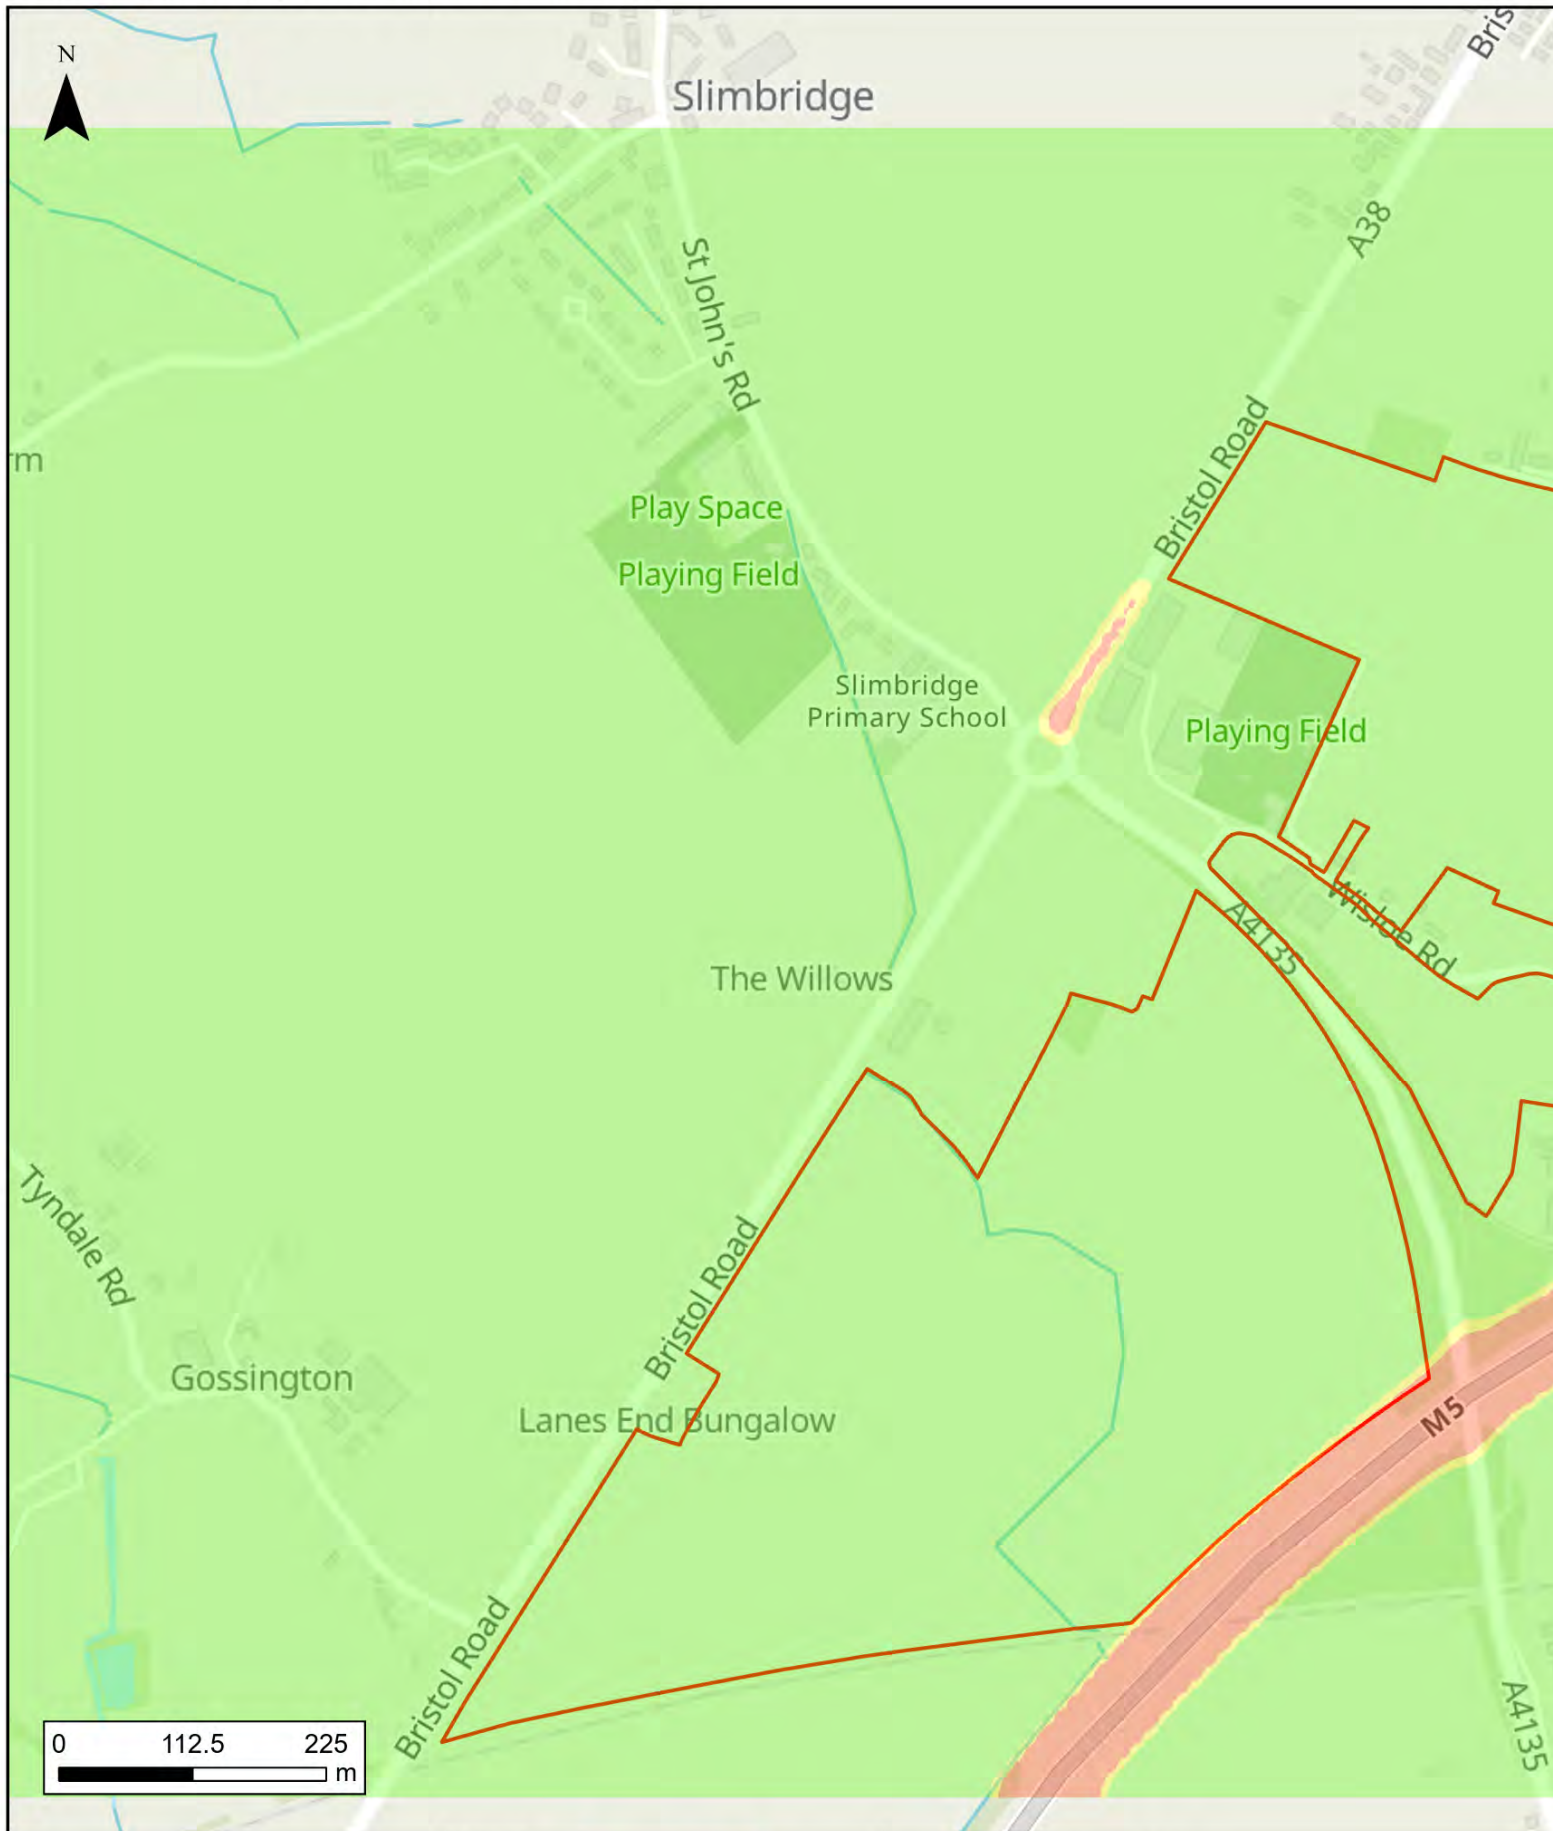 N
Slimbridge
Bris
A38
St John's Rd
Bristol Road
rm
Play Space
Playing Field
Slimbridge
Primary School
Playing Field
Wisloe Rd
A4135
The Willows
Tyndale Rd
Bristol Road
Gossington
Lanes End Bungalow
M5
Bristol Road
A4135
0 112.5 225
m